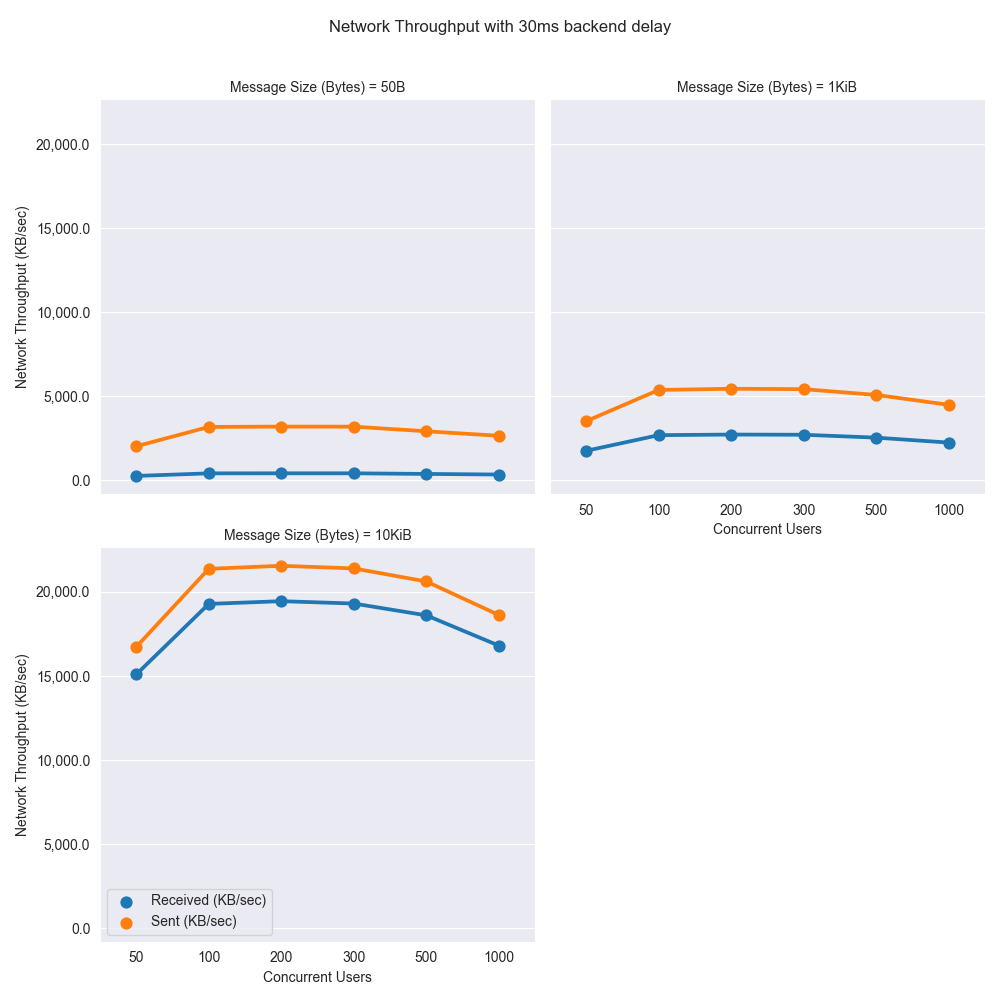 Network Throughput with 30ms backend delay
Message Size (Bytes) = 50B
Network Throughput (KB/sec)
20,000.0
15,000.0
10,000.0
5,000.0
0.0
Message Size (Bytes) = 1KiB
50 100 200 300 500 1000
Concurrent Users
Message Size (Bytes) = 10KiB
Network Throughput (KB/sec)
20,000.0
15,000.0
10,000.0
5,000.0
0.0
Received (KB/sec)
Sent (KB/sec)
50 100 200 300 500 1000
Concurrent Users